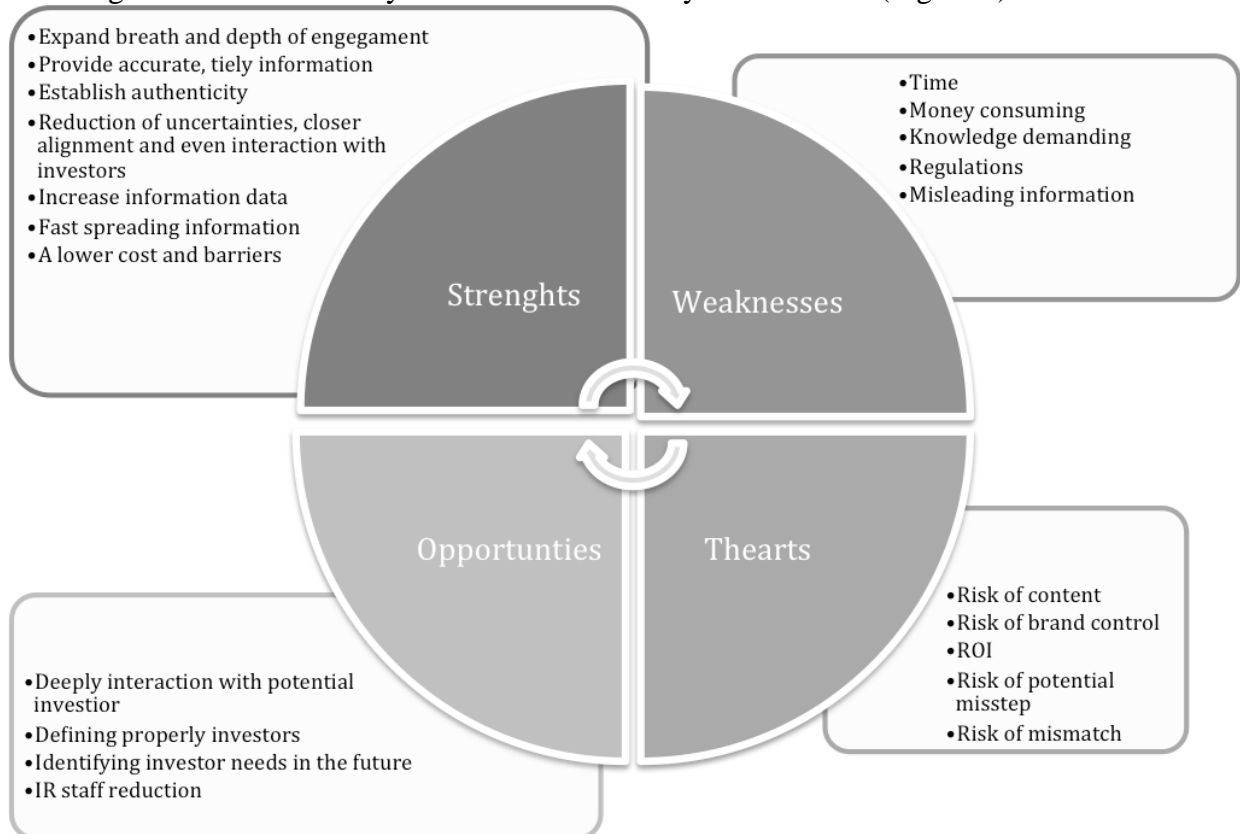 •Expand breath and depth of engegament
•Provide accurate, tiely information
•Establish authenticity
•Reduction of uncertainties, closer
alignment and even interaction with
investors
•Increase information data
•Fast spreading information
•A lower cost and barriers
•Time
•Money consuming
•Knowledge demanding
•Regulations
•Misleading information
Strenghts
Weaknesses
Opportunties
Thearts
•Deeply interaction with potential
investior
•Defining properly investors
•Identifying investor needs in the future
•IR staff reduction
•Risk of content
•Risk of brand control
•ROI
•Risk of potential
misstep
•Risk of mismatch